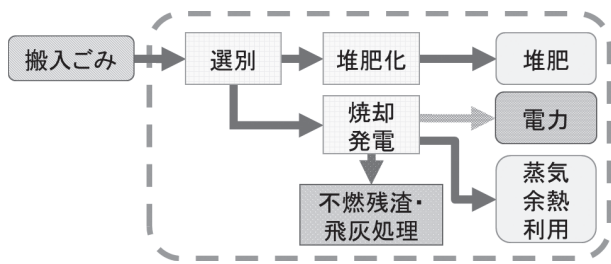 搬入ごみ
選別
堆肥化
堆肥
焼却
発電
電力
蒸気
余熱
利用
不燃残渣・
飛灰処理